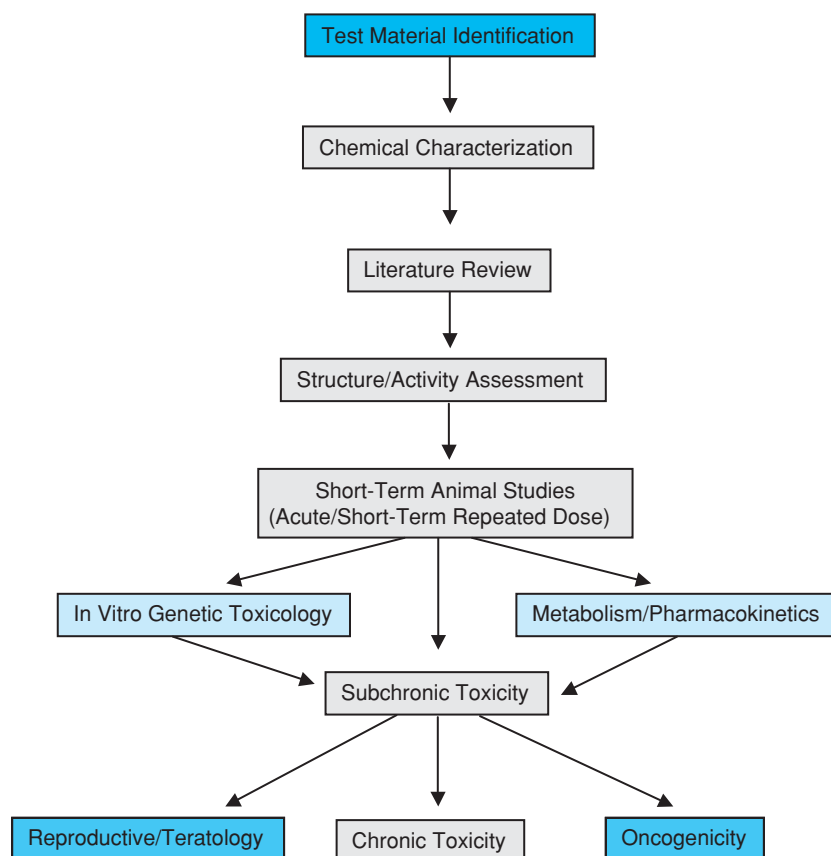 Test Material Identification
Chemical Characterization
Literature Review
Structure/Activity Assessment
Short-Term Animal Studies
(Acute/Short-Term Repeated Dose)
In Vitro Genetic Toxicology
Metabolism/Pharmacokinetics
Subchronic Toxicity
Reproductive/Teratology
Chronic Toxicity
Oncogenicity